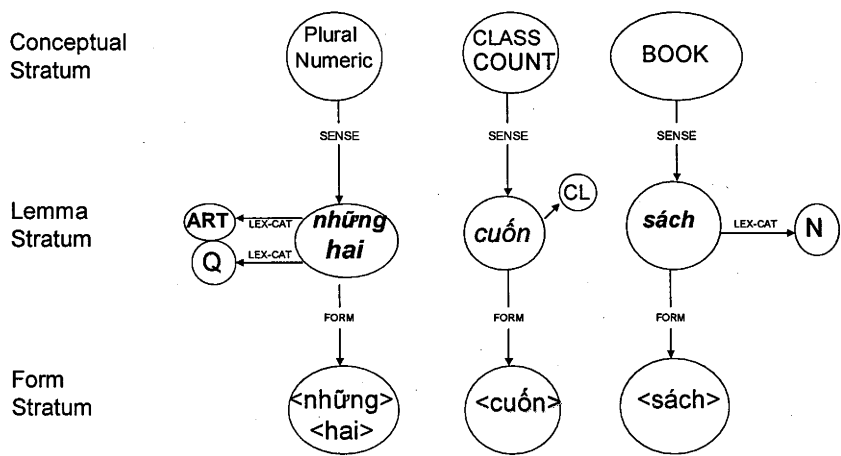 Conceptual
Stratum
Plural
Numeric
CLASS
COUNT
BOOK
SENSE
SENSE
SENSE
Lemma
Stratum
ART
Q
LEX-CAT
LEX-CAT
những
hai
cuốn
CL
sách
LEX-CAT
N
FORM
FORM
FORM
Form
Stratum
<những>
<hai>
<cuốn>
<sách>